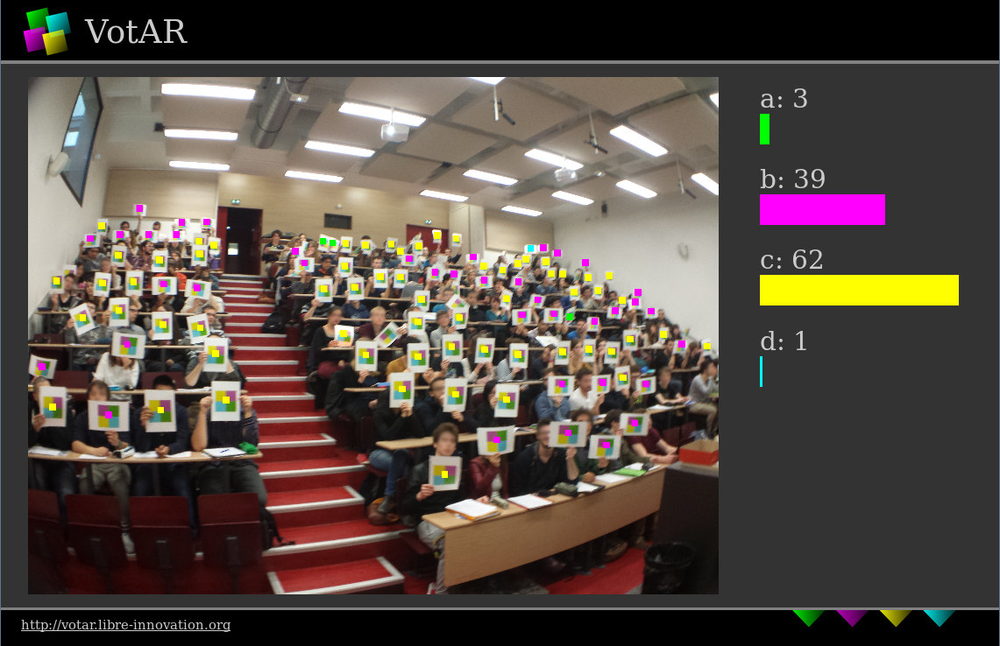 VotAR
a: 3
b: 39
c: 62
d: 1
http://votar.libre-innovation.org